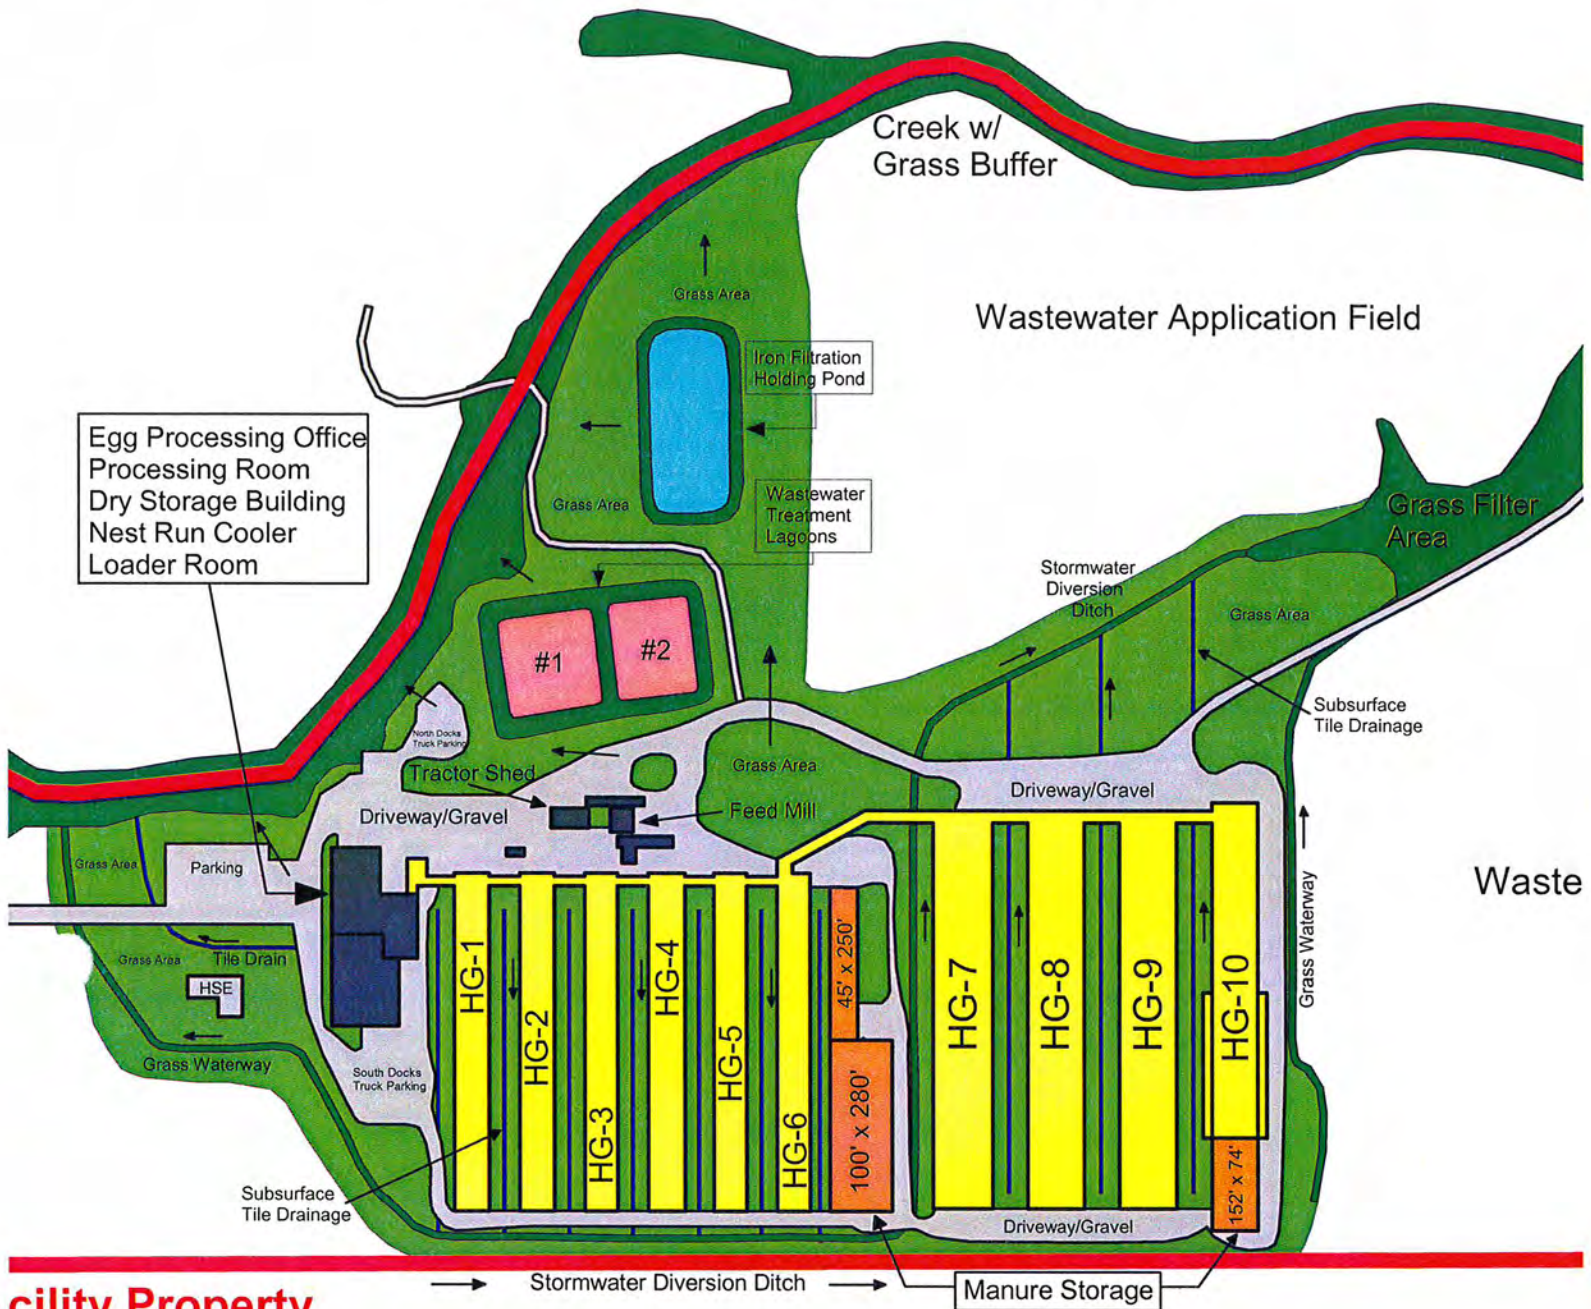 Creek w/
Grass Buffer
Grass Area
Wastewater Application Field
Iron Filtration
Holding Pond
Egg Processing Office
Processing Room
Dry Storage Building
Nest Run Cooler
Loader Room
Grass Area
Wastewater
Treatment
Lagoons
Grass Filter
Area
Stormwater
Diversion
Ditch
Grass Area
#1
#2
Subsurface
Tile Drainage
North Docks
Truck Parking
Tractor Shed
Grass Area
Driveway/Gravel
Feed Mill
Driveway/Gravel
Grass Area
Parking
Waste
Grass Area
Tile Drain
HSE
Grass Waterway
South Docks
Truck Parking
HG-1
HG-2
HG-3
HG-4
HG-5
HG-6
45' x 250'
100' x 280'
HG-7
HG-8
HG-9
HG-10
152' x 74'
Grass Waterway
Subsurface
Tile Drainage
Driveway/Gravel
Stormwater Diversion Ditch
Manure Storage
cility Property